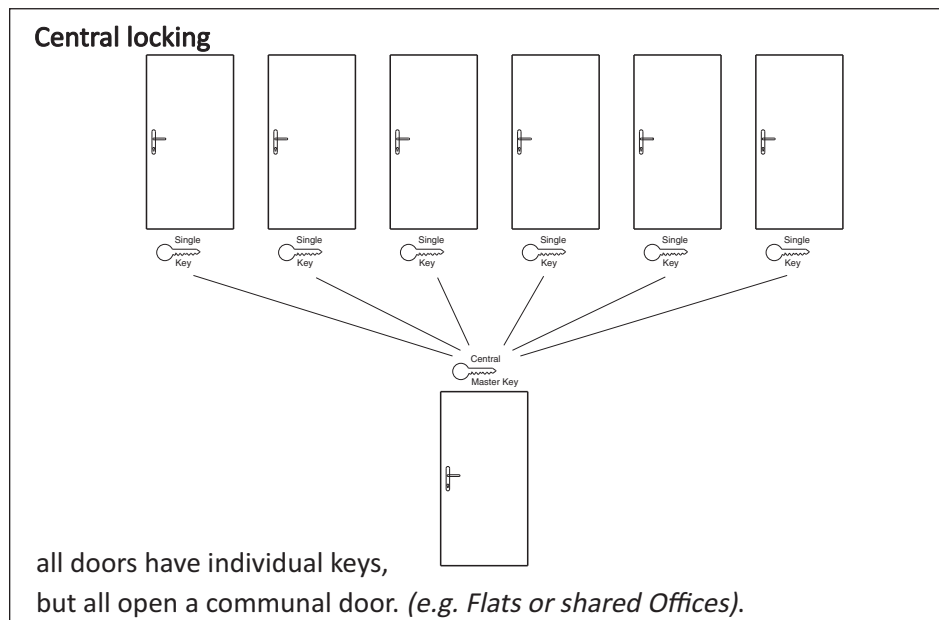 Central locking
Single Single Single Single Single Single
Key Key Key Key Key Key
Central
Master Key
all doors have individual keys,
but all open a communal door. (e.g. Flats or shared Offices).